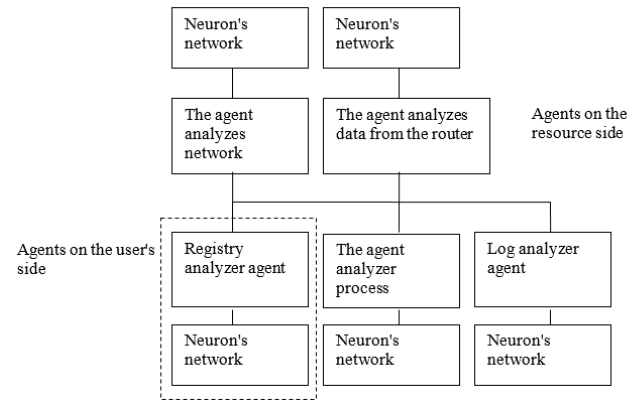 Neuron's
network
Neuron's
network
The agent
analyzes
network
The agent analyzes
data from the router
Agents on the
resource side
Agents on the user's
side
Registry
analyzer agent
The agent
analyzer
process
Log analyzer
agent
Neuron's
network
Neuron's
network
Neuron's
network